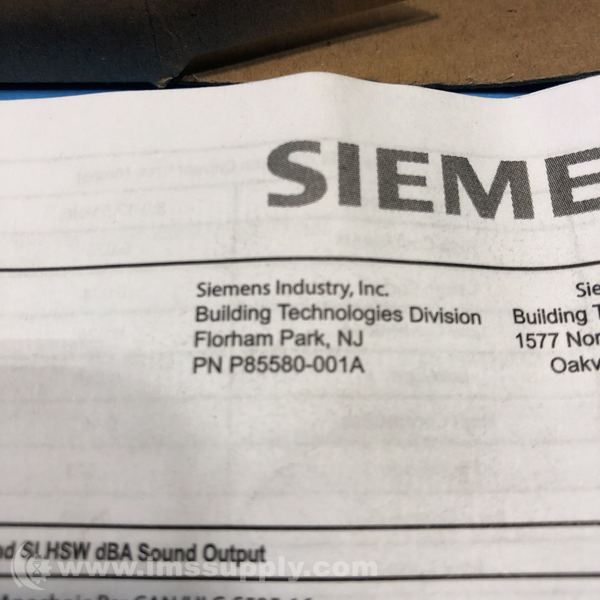 SIEME
Siemens Industry, Inc.
Building Technologies Division
Florham Park, NJ
PN P85580-001A
Sie
Building T
1577 Nor
Oakv
nd SLHSW dBA Sound Output
www.imssupply.com